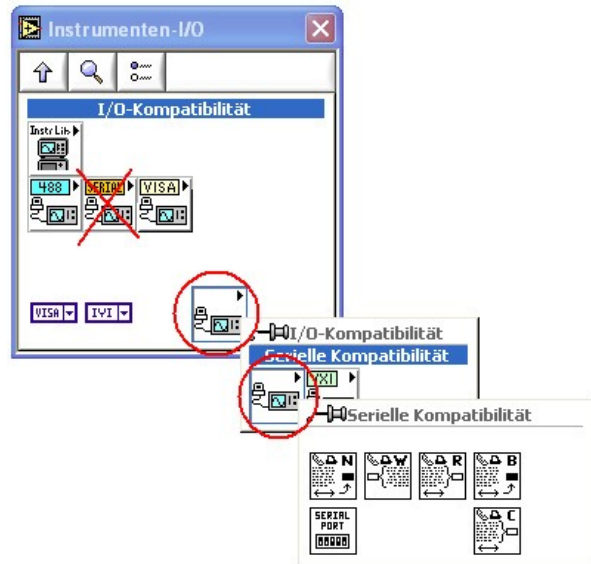 Instrumenten-I/O
I/O-Kompatibilität
Instr Lib
488 SERIAL VISA
VISA IVI
I/O-Kompatibilität
Serielle Kompatibilität
VXI
Serielle Kompatibilität
N W R B
SERIAL
PORT
C